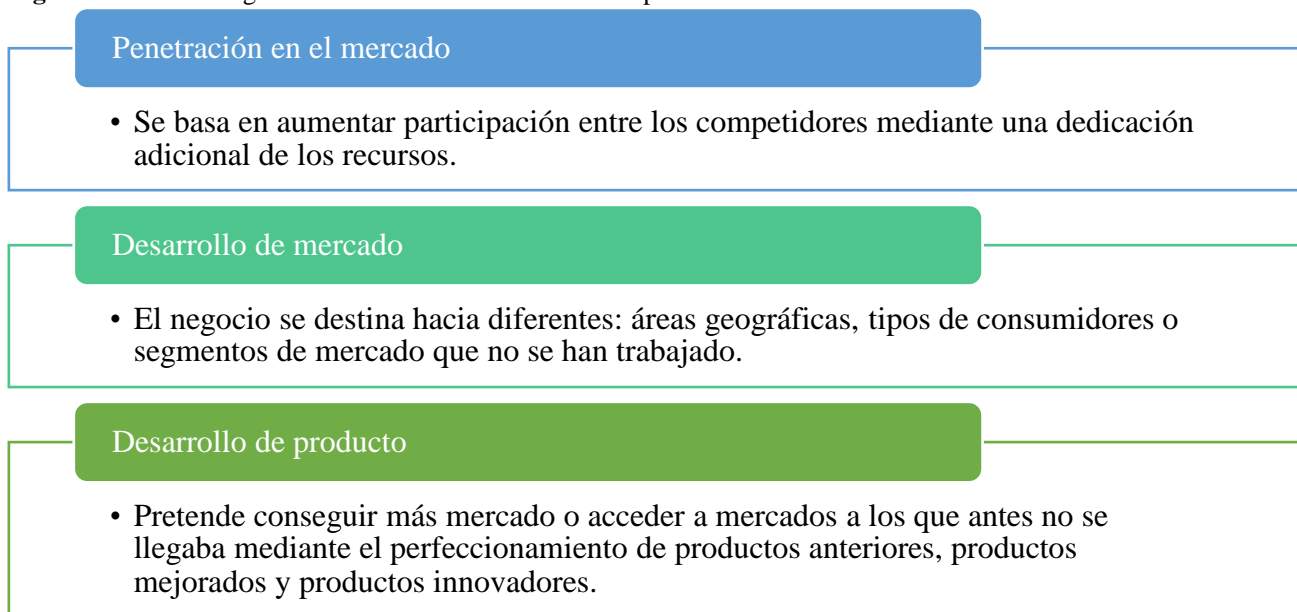 Penetración en el mercado
• Se basa en aumentar participación entre los competidores mediante una dedicación
adicional de los recursos.
Desarrollo de mercado
• El negocio se destina hacia diferentes: áreas geográficas, tipos de consumidores o
segmentos de mercado que no se han trabajado.
Desarrollo de producto
• Pretende conseguir más mercado o acceder a mercados a los que antes no se
llegaba mediante el perfeccionamiento de productos anteriores, productos
mejorados y productos innovadores.